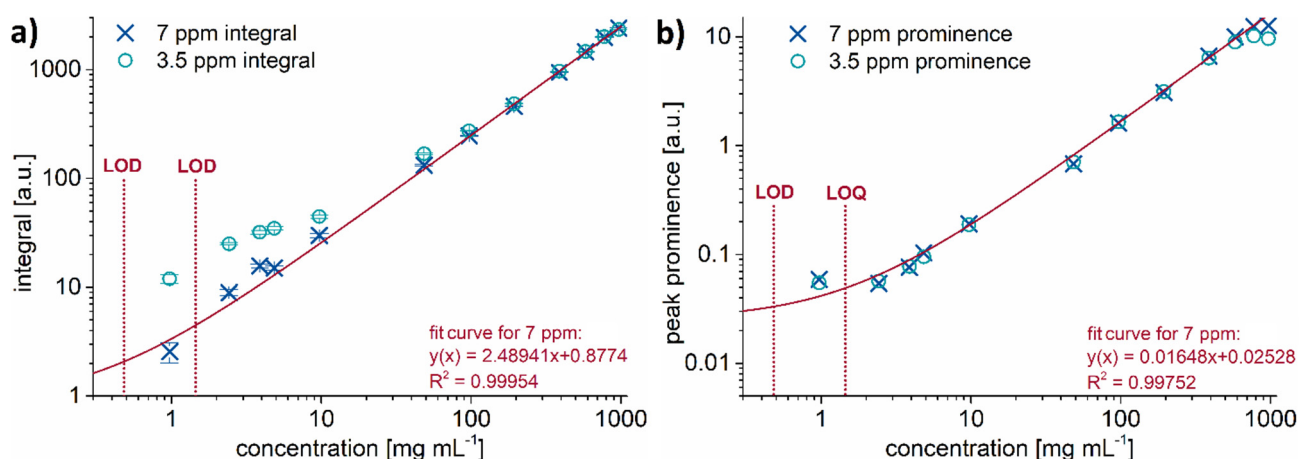 a)
7 ppm integral
3.5 ppm integral
1000
100
10
1
integral [a.u.]
LOD
LOD
fit curve for 7 ppm:
y(x) = 2.48941x+0.8774
R² = 0.99954
1
10
100
1000
concentration [mg mL⁻¹]
b)
7 ppm prominence
3.5 ppm prominence
10
1
0.1
0.01
peak prominence [a.u.]
LOD
LOQ
fit curve for 7 ppm:
y(x) = 0.01648x+0.02528
R² = 0.99752
1
10
100
1000
concentration [mg mL⁻¹]